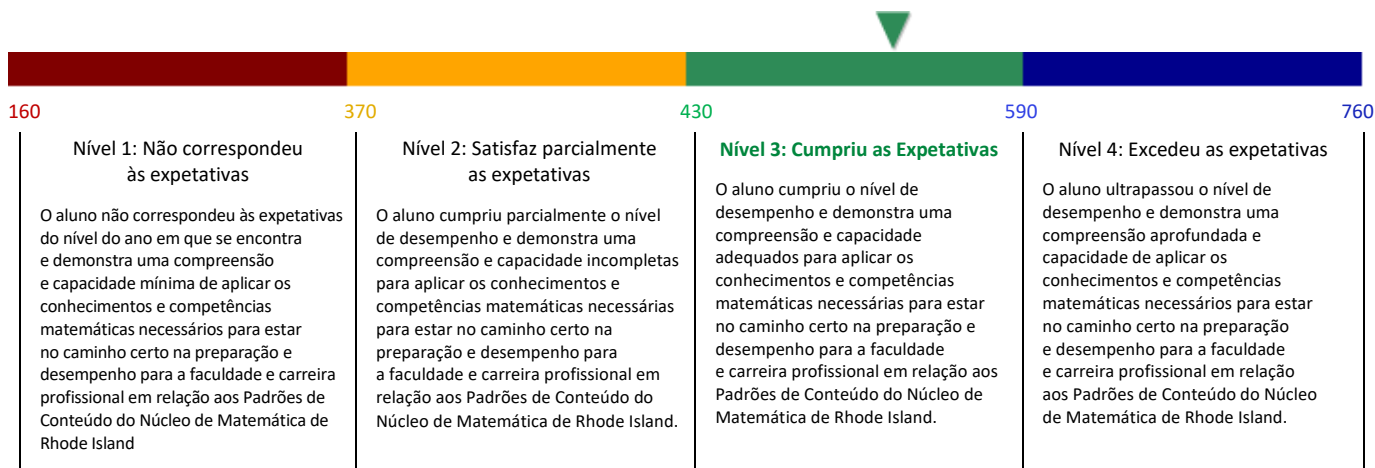 160
370
430
590
760
Nível 1: Não correspondeu
às expetativas
O aluno não correspondeu às expetativas
do nível do ano em que se encontra
e demonstra uma compreensão
e capacidade mínima de aplicar os
conhecimentos e competências
matemáticas necessários para estar
no caminho certo na preparação e
desempenho para a faculdade e carreira
profissional em relação aos Padrões de
Conteúdo do Núcleo de Matemática de
Rhode Island
Nível 2: Satisfaz parcialmente
as expetativas
O aluno cumpriu parcialmente o nível
de desempenho e demonstra uma
compreensão e capacidade incompletas
para aplicar os conhecimentos e
competências matemáticas necessárias
para estar no caminho certo na
preparação e desempenho para
a faculdade e carreira profissional em
relação aos Padrões de Conteúdo do
Núcleo de Matemática de Rhode Island.
Nível 3: Cumpriu as Expetativas
O aluno cumpriu o nível de
desempenho e demonstra uma
compreensão e capacidade
adequados para aplicar os
conhecimentos e competências
matemáticas necessárias para estar
no caminho certo na preparação e
desempenho para a faculdade
e carreira profissional em relação aos
Padrões de Conteúdo do Núcleo de
Matemática de Rhode Island.
Nível 4: Excedeu as expetativas
O aluno ultrapassou o nível de
desempenho e demonstra uma
compreensão aprofundada e
capacidade de aplicar os
conhecimentos e competências
matemáticas necessárias para estar
no caminho certo na preparação
e desempenho para a faculdade
e carreira profissional em relação
aos Padrões de Conteúdo do Núcleo
de Matemática de Rhode Island.